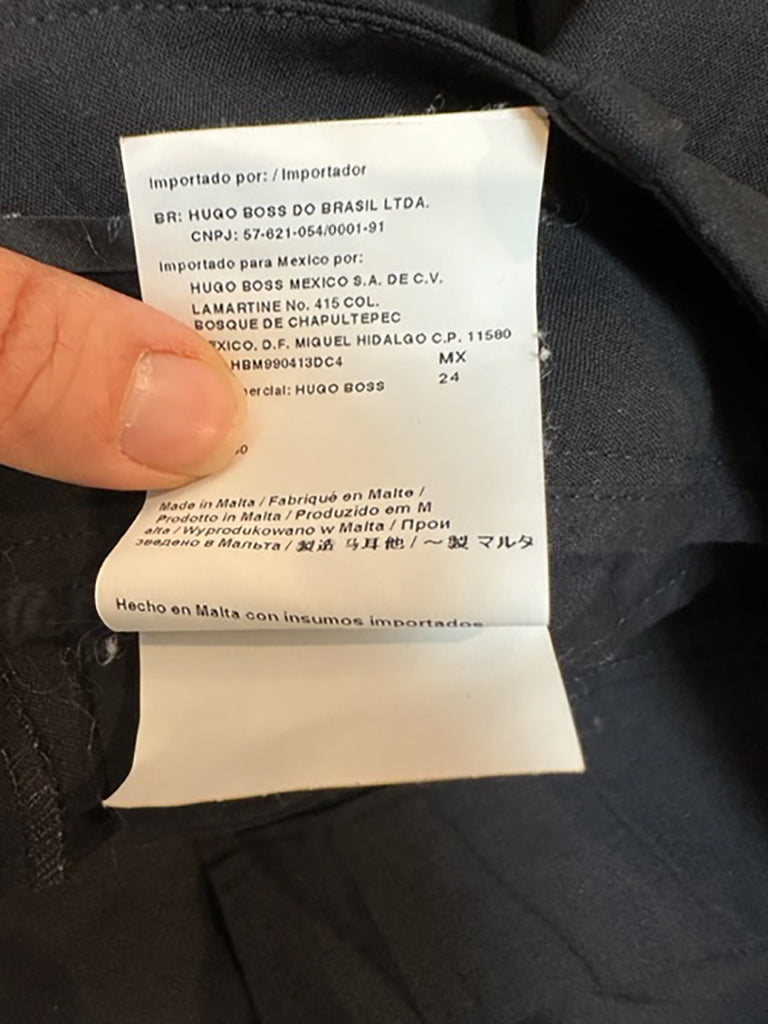 Importado por: / Importador
BR: HUGO BOSS DO BRASIL LTDA.
CNPJ: 57-621-054/0001-91
Importado para Mexico por:
HUGO BOSS MEXICO S.A. DE C.V.
LAMARTINE No. 415 COL.
BOSQUE DE CHAPULTEPEC
EXICO, D.F. MIGUEL HIDALGO C.P. 11580
HBM990413DC4 MX
ercial: HUGO BOSS 24
Made in Malta / Fabriqué en Malte /
Prodotto in Malta / Produzido em M
alta / Wyprodukowano w Malta / Прои
зведено в Мальта / 製造 马耳他 / ～製 マルタ
Hecho en Malta con insumos importados